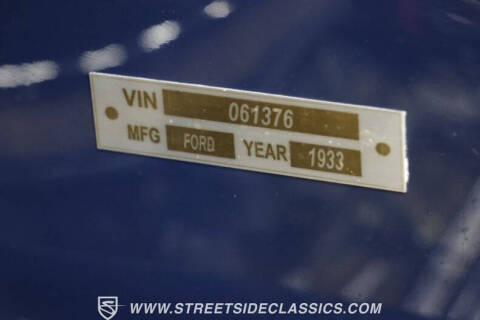 VIN 061376
MFG FORD YEAR 1933
WWW.STREETSIDECLASSICS.COM